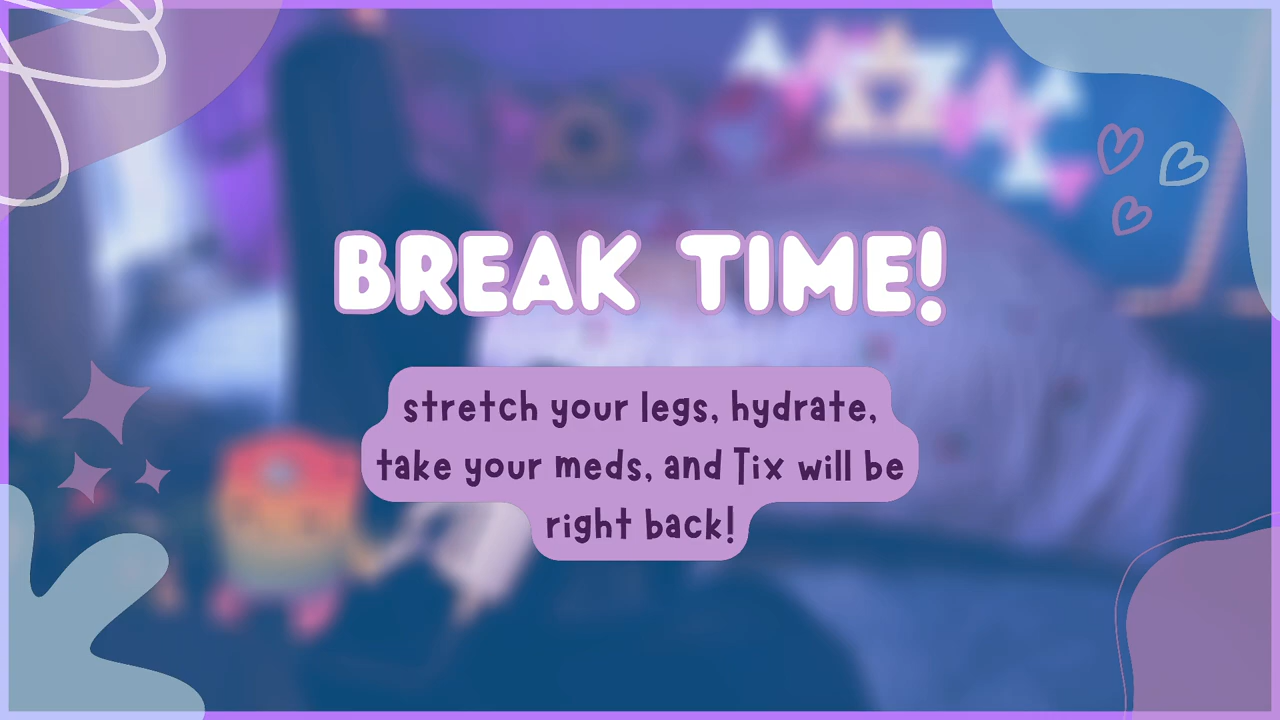 BREAK TIME!
stretch your legs, hydrate,
take your meds, and Tix will be
right back!